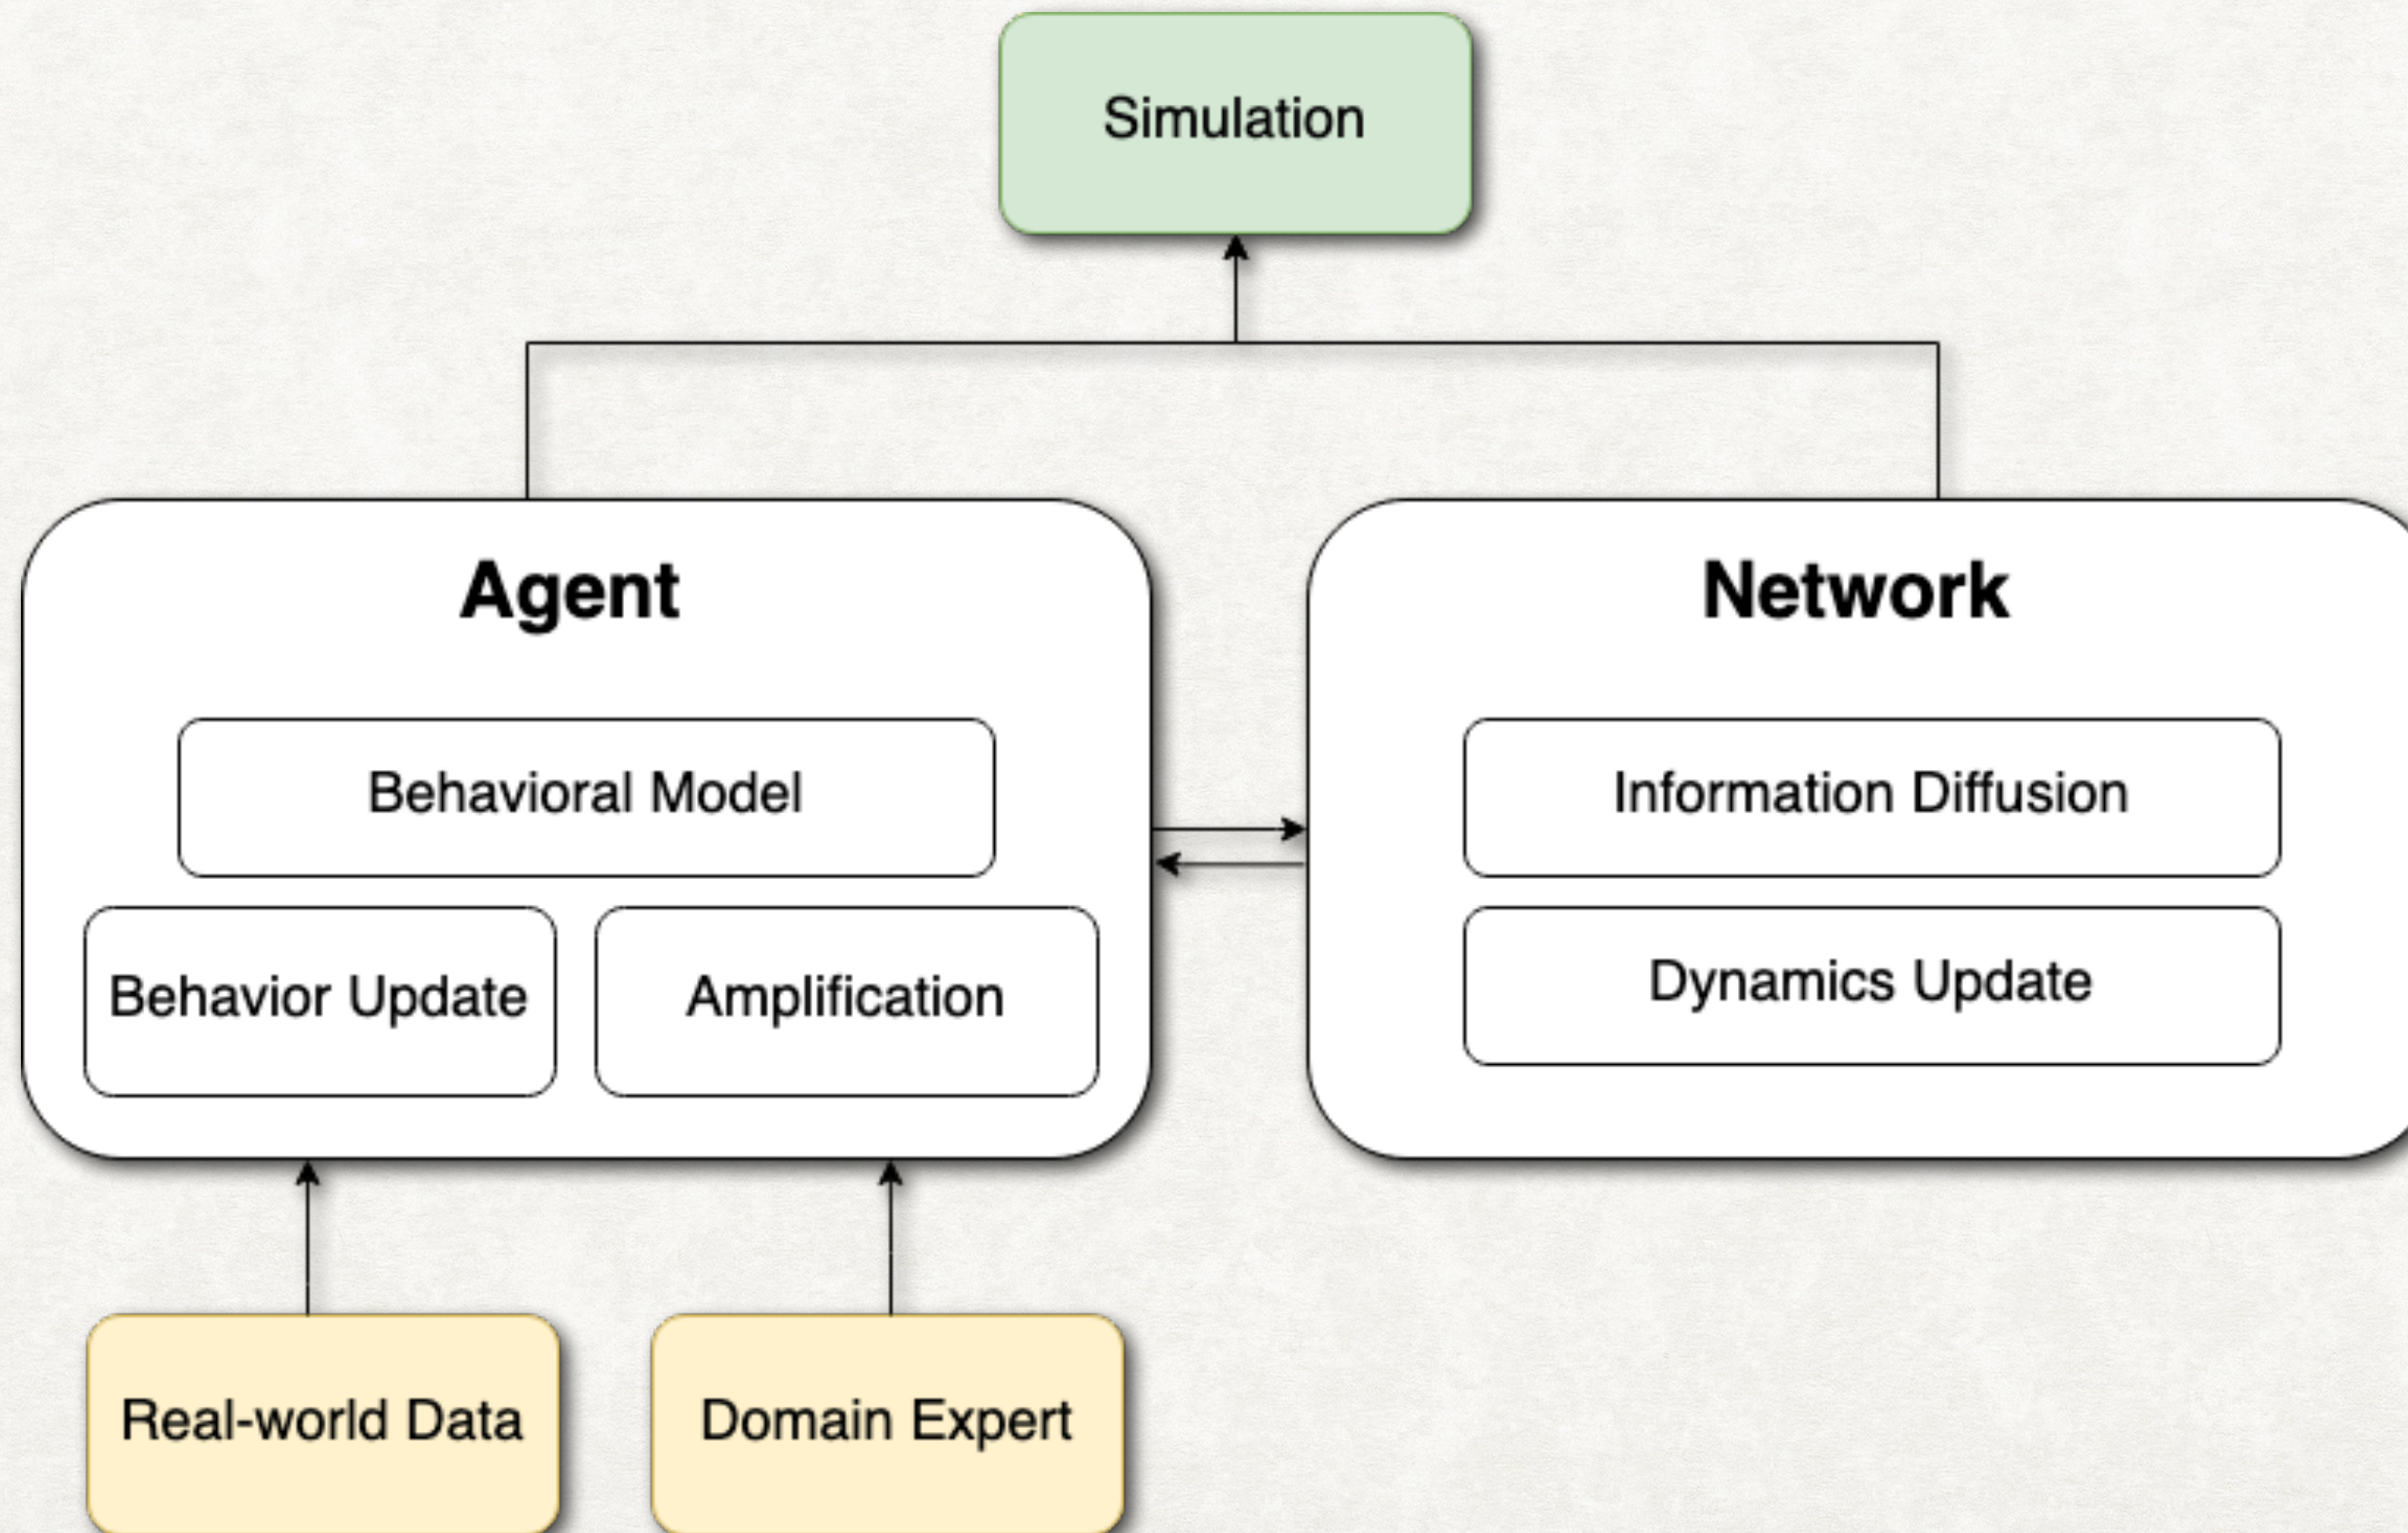 Simulation
Agent
Network
Behavioral Model
Information Diffusion
Behavior Update
Amplification
Dynamics Update
Real-world Data
Domain Expert